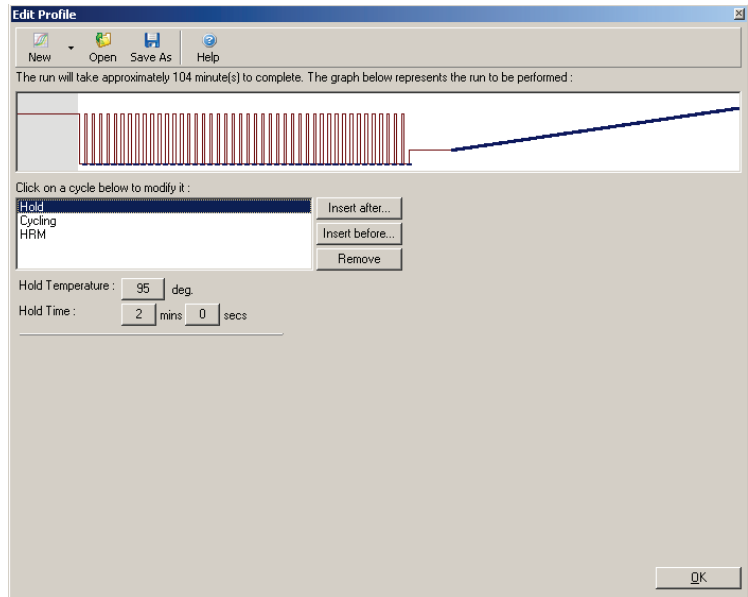 Edit Profile
New Open Save As Help
The run will take approximately 104 minute(s) to complete. The graph below represents the run to be performed :
Click on a cycle below to modify it :
Hold
Cycling
HRM
Insert after...
Insert before...
Remove
Hold Temperature : 95 deg.
Hold Time : 2 mins 0 secs
OK